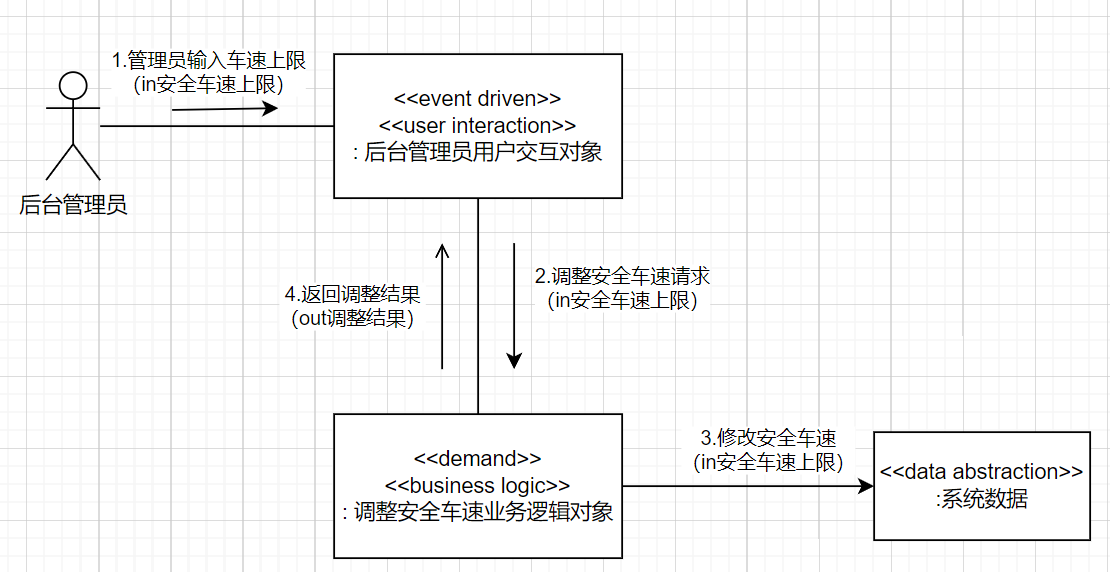 1.管理员输入车速上限
（in安全车速上限）
<<event driven>>
<<user interaction>>
: 后台管理员用户交互对象
后台管理员
2.调整安全车速请求
（in安全车速上限）
4.返回调整结果
（out调整结果）
<<demand>>
<<business logic>>
: 调整安全车速业务逻辑对象
3.修改安全车速
（in安全车速上限）
<<data abstraction>>
:系统数据